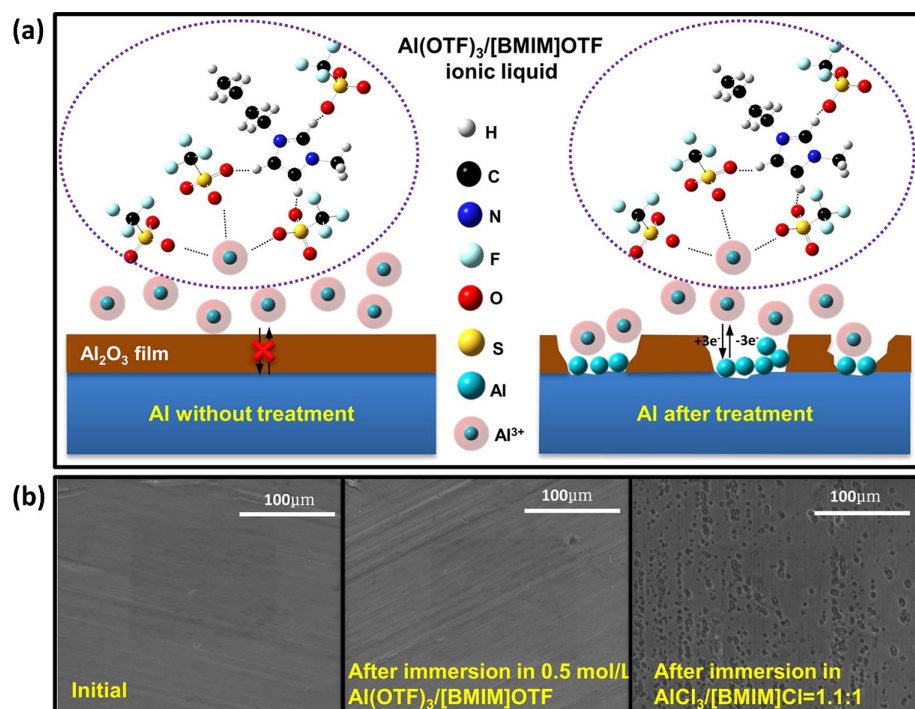 (a)
Al(OTF)₃/[BMIM]OTF
ionic liquid
H
C
N
F
O
S
Al
Al³⁺
Al₂O₃ film
Al without treatment
+3e⁻
-3e⁻
Al after treatment
(b)
100µm
Initial
100µm
After immersion in 0.5 mol/L
Al(OTF)₃/[BMIM]OTF
100µm
After immersion in
AlCl₃/[BMIM]Cl=1.1:1